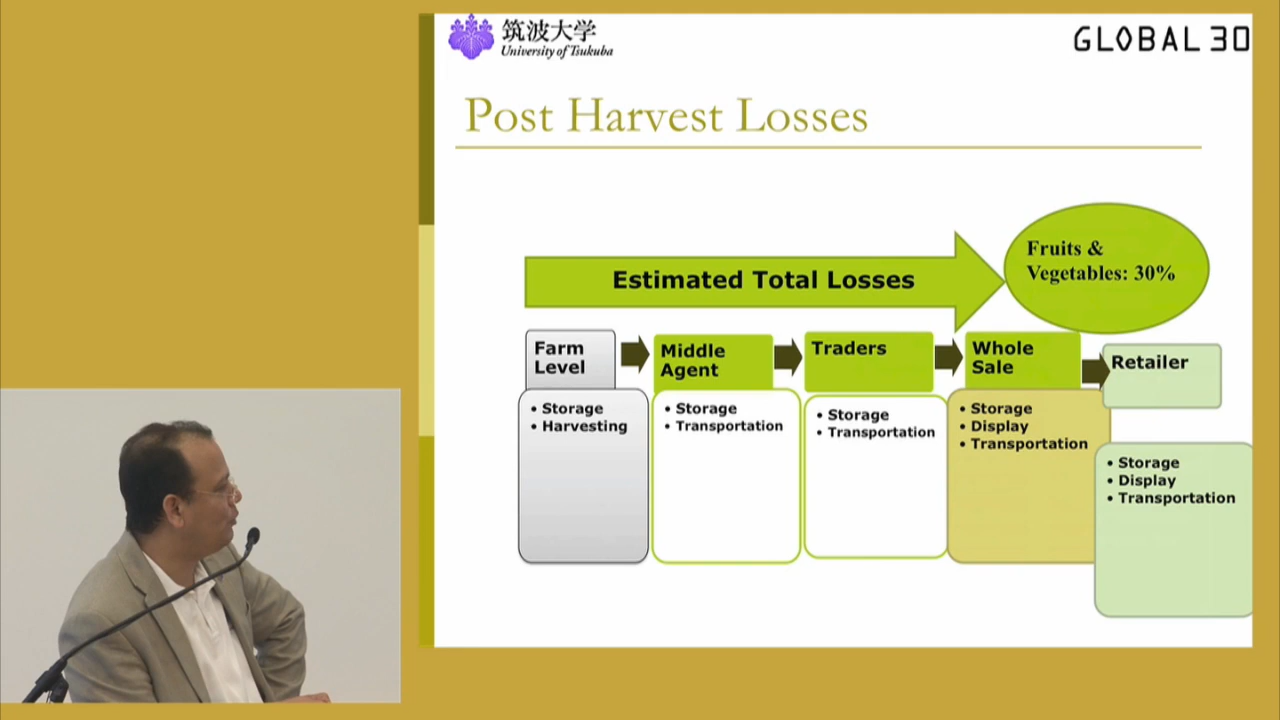 筑波大学
University of Tsukuba
GLOBAL 30
Post Harvest Losses
Estimated Total Losses
Fruits &
Vegetables: 30%
Farm
Level
Middle
Agent
Traders
Whole
Sale
Retailer
• Storage
• Harvesting
• Storage
• Transportation
• Storage
• Transportation
• Storage
• Display
• Transportation
• Storage
• Display
• Transportation